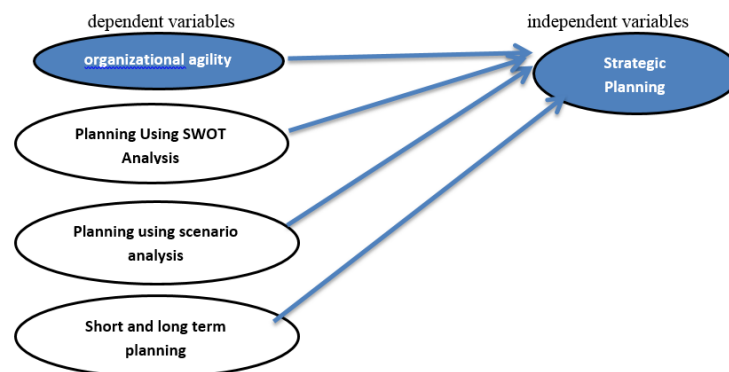 dependent variables
independent variables
organizational agility
Strategic
Planning
Planning Using SWOT
Analysis
Planning using scenario
analysis
Short and long term
planning